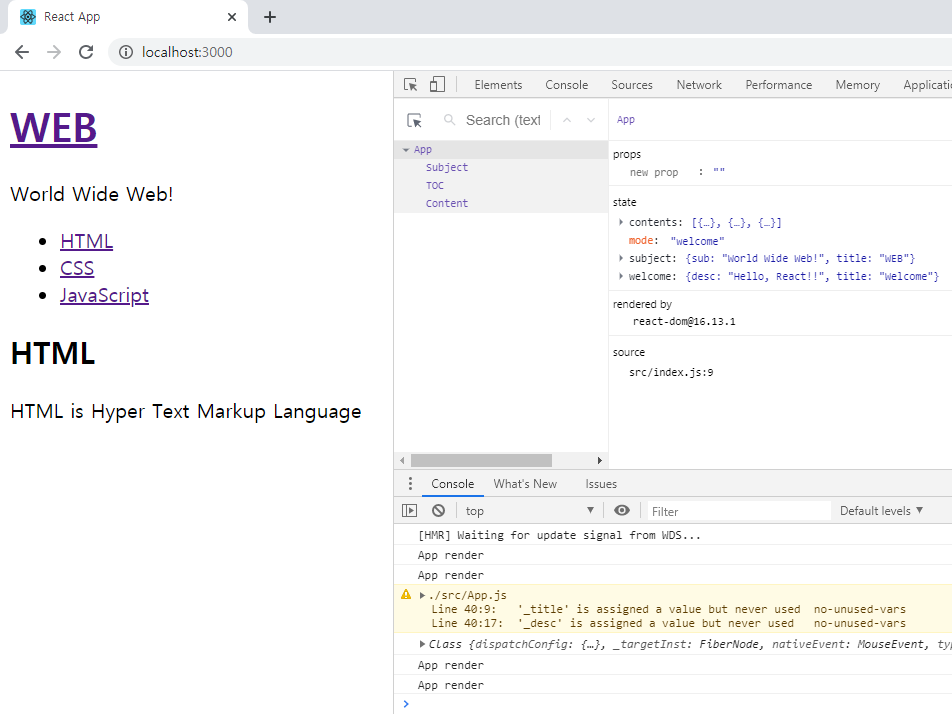 React App
localhost:3000
WEB
World Wide Web!
HTML
CSS
JavaScript
HTML
HTML is Hyper Text Markup Language
Elements Console Sources Network Performance Memory Applicatio
Search (text
App
Subject
TOC
Content
App
props
new prop : ""
state
contents: [{…}, {…}, {…}]
mode: "welcome"
subject: {sub: "World Wide Web!", title: "WEB"}
welcome: {desc: "Hello, React!!", title: "Welcome"}
rendered by
react-dom@16.13.1
source
src/index.js:9
Console What's New Issues
top Filter Default levels
[HMR] Waiting for update signal from WDS...
App render
App render
./src/App.js
Line 40:9: '_title' is assigned a value but never used no-unused-vars
Line 40:17: '_desc' is assigned a value but never used no-unused-vars
Class {dispatchConfig: {…}, _targetInst: FiberNode, nativeEvent: MouseEvent, typ
App render
App render